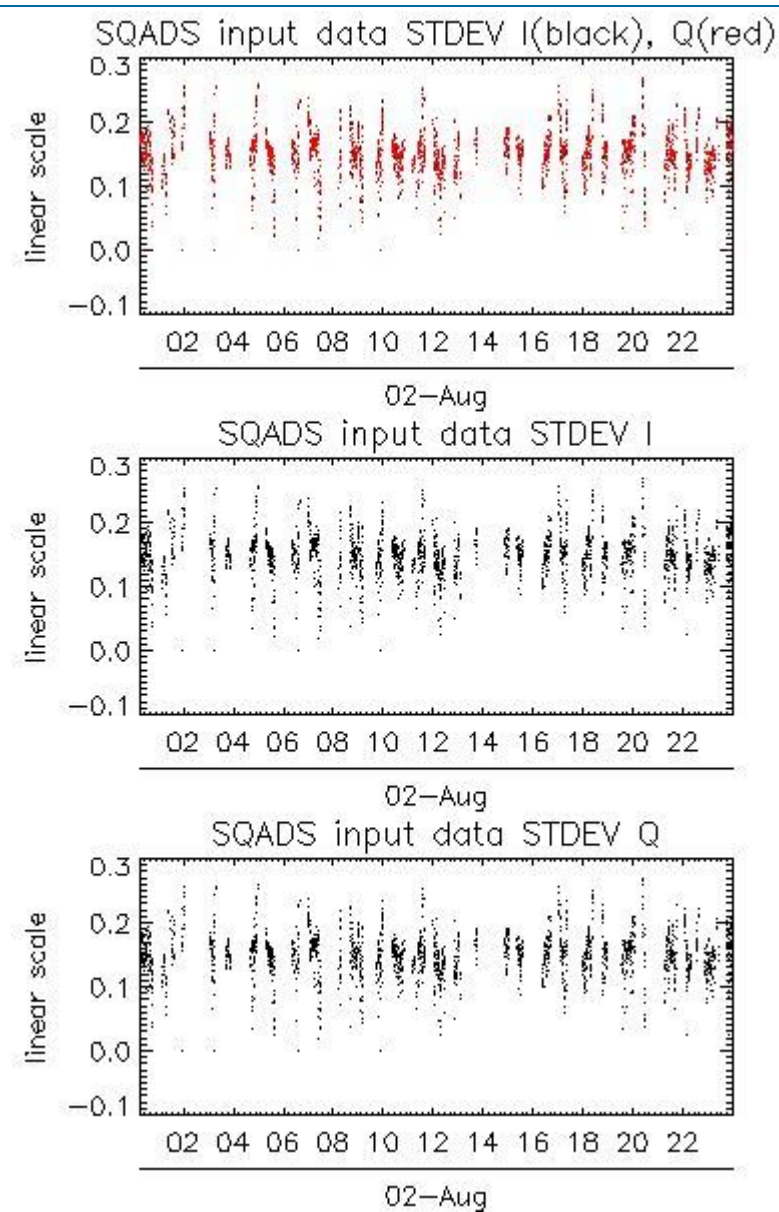 SQADS input data STDEV I(black), Q(red)
0.3
0.2
0.1
0.0
−0.1
linear scale
02 04 06 08 10 12 14 16 18 20 22
02−Aug
SQADS input data STDEV I
0.3
0.2
0.1
0.0
−0.1
linear scale
02 04 06 08 10 12 14 16 18 20 22
02−Aug
SQADS input data STDEV Q
0.3
0.2
0.1
0.0
−0.1
linear scale
02 04 06 08 10 12 14 16 18 20 22
02−Aug